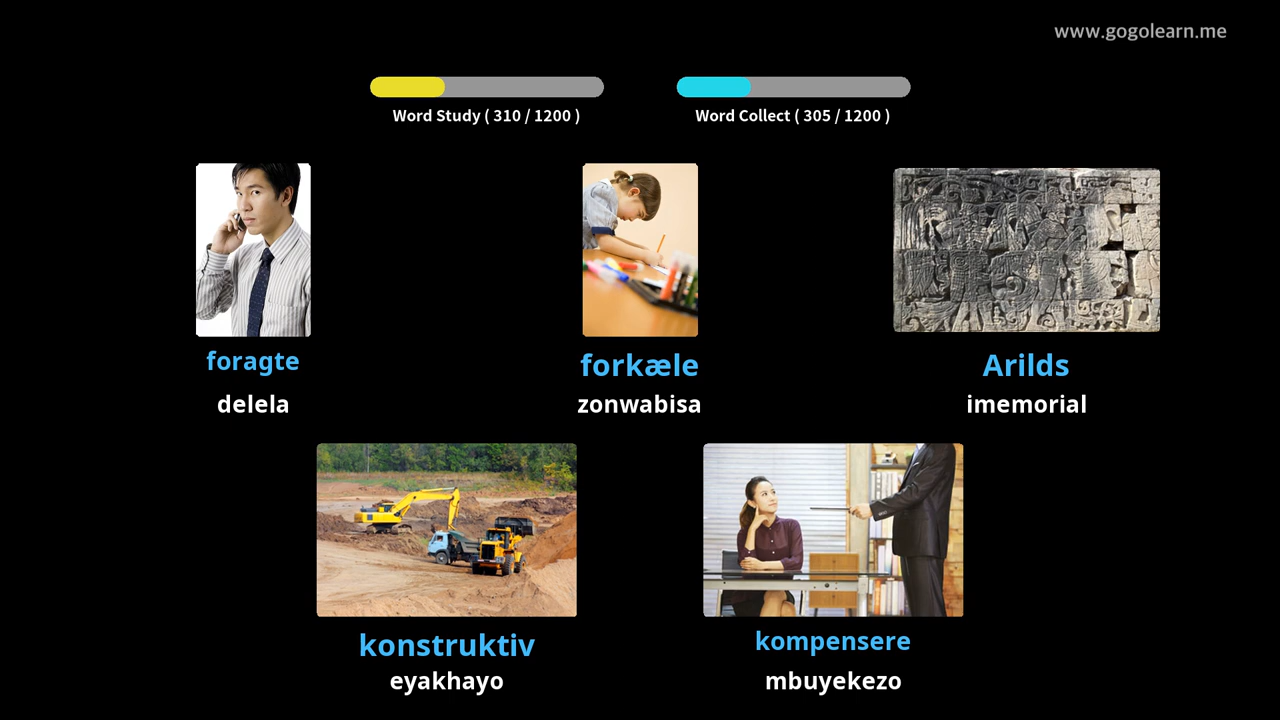 www.gogolearn.me
Word Study ( 310 / 1200 )
Word Collect ( 305 / 1200 )
foragte
delela
forkæle
zonwabisa
Arilds
imemorial
konstruktiv
eyakhayo
kompensere
mbuyekezo